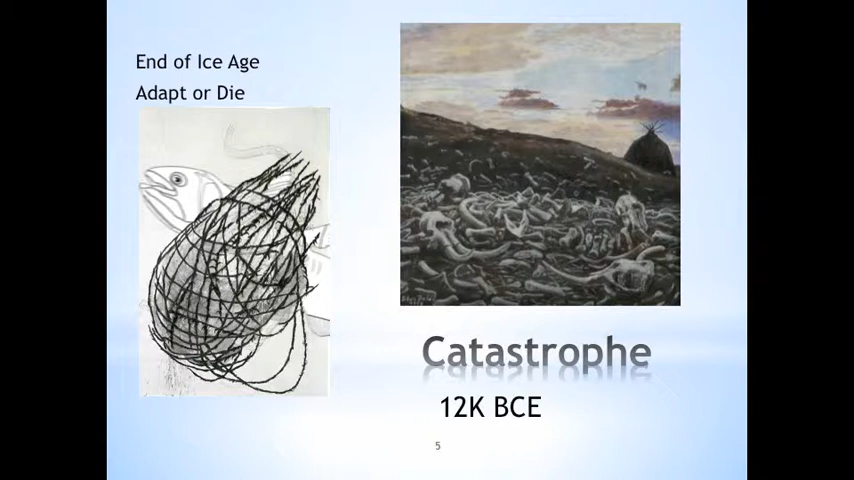 End of Ice Age
Adapt or Die
Catastrophe
12K BCE
5